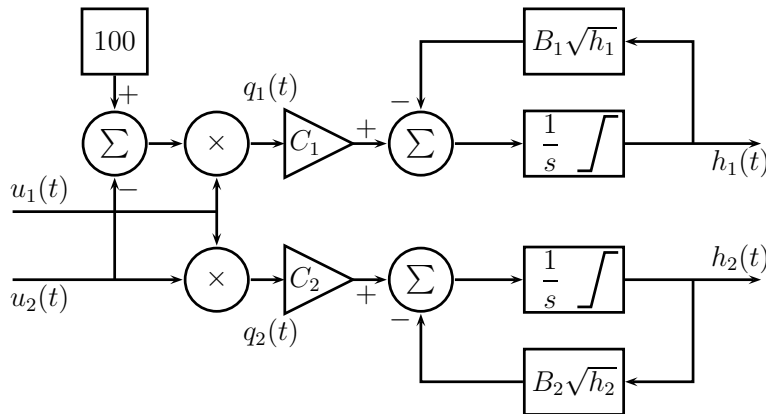 100
B₁√h₁
+
q₁(t)
−
Σ
×
C₁
+
Σ
1/s
h₁(t)
u₁(t)
−
u₂(t)
×
C₂
+
Σ
1/s
h₂(t)
q₂(t)
−
B₂√h₂